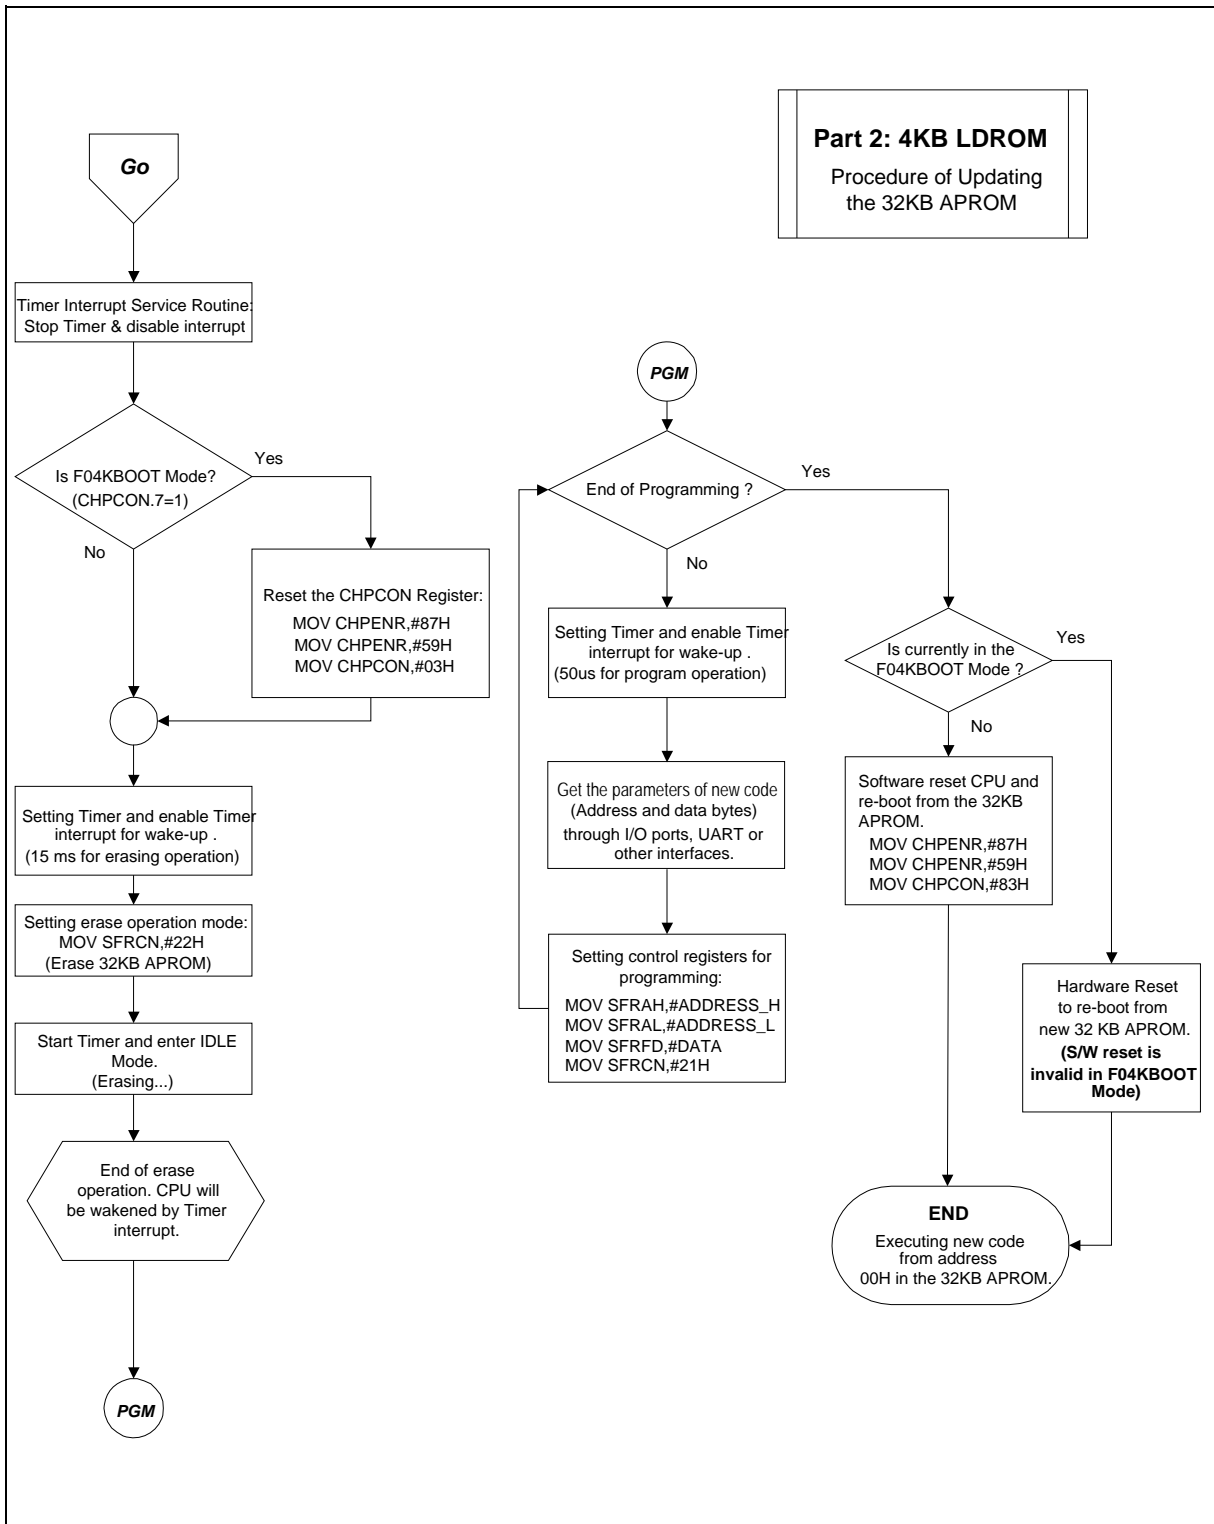 Part 2: 4KB LDROM
Procedure of Updating
the 32KB APROM
Go
Timer Interrupt Service Routine:
Stop Timer & disable interrupt
Is F04KBOOT Mode?
(CHPCON.7=1)
Yes
No
Reset the CHPCON Register:
MOV CHPENR,#87H
MOV CHPENR,#59H
MOV CHPCON,#03H
Setting Timer and enable Timer
interrupt for wake-up .
(15 ms for erasing operation)
Setting erase operation mode:
MOV SFRCN,#22H
(Erase 32KB APROM)
Start Timer and enter IDLE
Mode.
(Erasing...)
End of erase
operation. CPU will
be wakened by Timer
interrupt.
PGM
PGM
End of Programming ?
Yes
No
Setting Timer and enable Timer
interrupt for wake-up .
(50us for program operation)
Get the parameters of new code
(Address and data bytes)
through I/O ports, UART or
other interfaces.
Setting control registers for
programming:
MOV SFRAH,#ADDRESS_H
MOV SFRAL,#ADDRESS_L
MOV SFRFD,#DATA
MOV SFRCN,#21H
Is currently in the
F04KBOOT Mode ?
Yes
No
Software reset CPU and
re-boot from the 32KB
APROM.
MOV CHPENR,#87H
MOV CHPENR,#59H
MOV CHPCON,#83H
Hardware Reset
to re-boot from
new 32 KB APROM.
(S/W reset is
invalid in F04KBOOT
Mode)
END
Executing new code
from address
00H in the 32KB APROM.